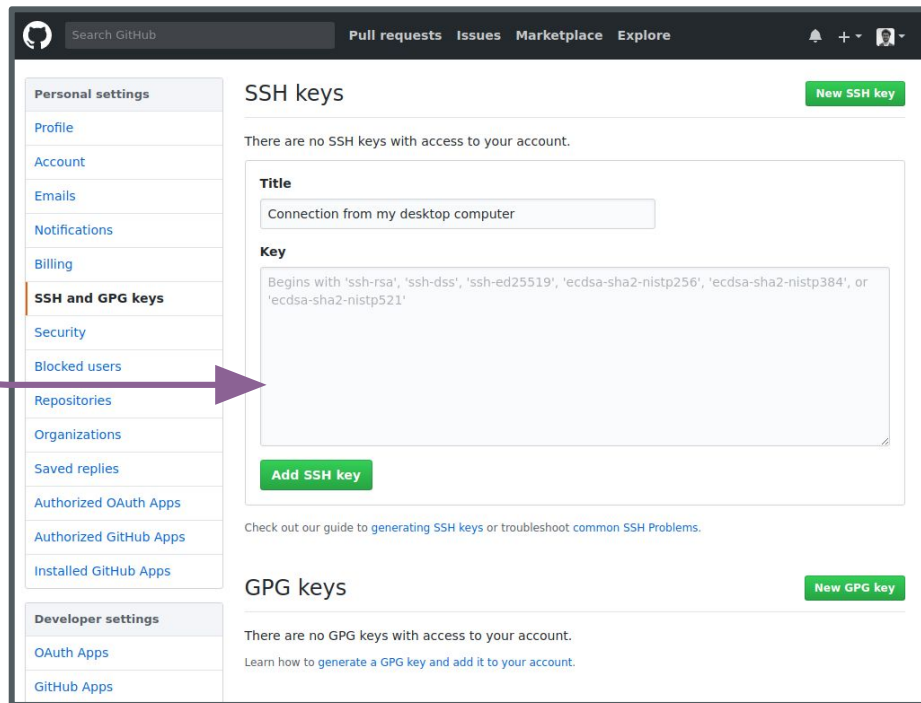 Search GitHub
Pull requests Issues Marketplace Explore
Personal settings
Profile
Account
Emails
Notifications
Billing
SSH and GPG keys
Security
Blocked users
Repositories
Organizations
Saved replies
Authorized OAuth Apps
Authorized GitHub Apps
Installed GitHub Apps
Developer settings
OAuth Apps
GitHub Apps
SSH keys
New SSH key
There are no SSH keys with access to your account.
Title
Connection from my desktop computer
Key
Begins with 'ssh-rsa', 'ssh-dss', 'ssh-ed25519', 'ecdsa-sha2-nistp256', 'ecdsa-sha2-nistp384', or
'ecdsa-sha2-nistp521'
Add SSH key
Check out our guide to generating SSH keys or troubleshoot common SSH Problems.
GPG keys
New GPG key
There are no GPG keys with access to your account.
Learn how to generate a GPG key and add it to your account.